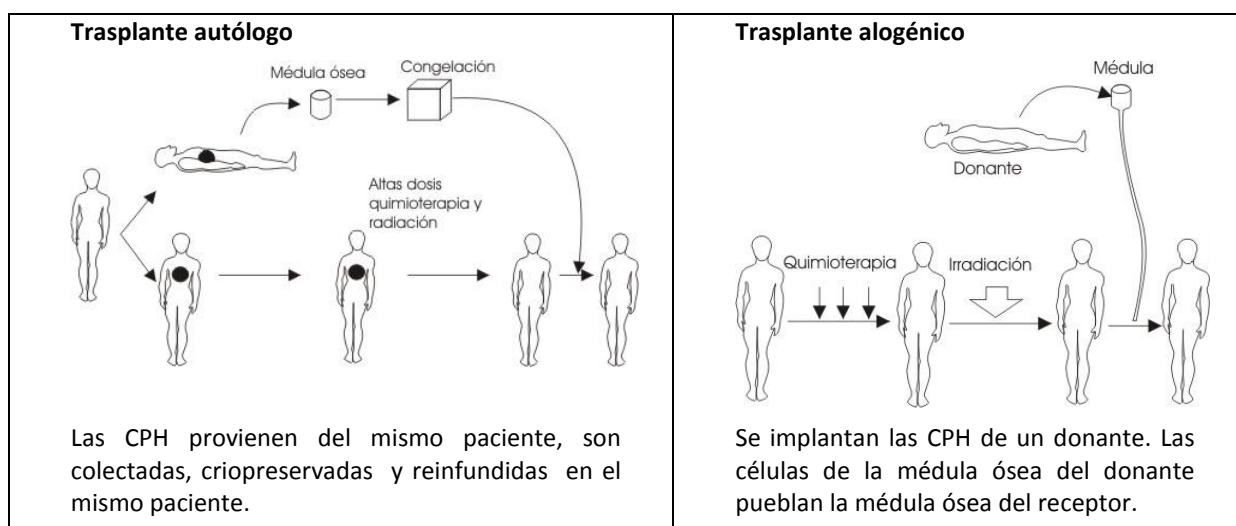 Trasplante autólogo
Médula ósea
Congelación
Altas dosis
quimioterapia y
radiación
Las CPH provienen del mismo paciente, son
colectadas, criopreservadas y reinfundidas en el
mismo paciente.
Trasplante alogénico
Médula
Donante
Quimioterapia
Irradiación
Se implantan las CPH de un donante. Las
células de la médula ósea del donante
pueblan la médula ósea del receptor.